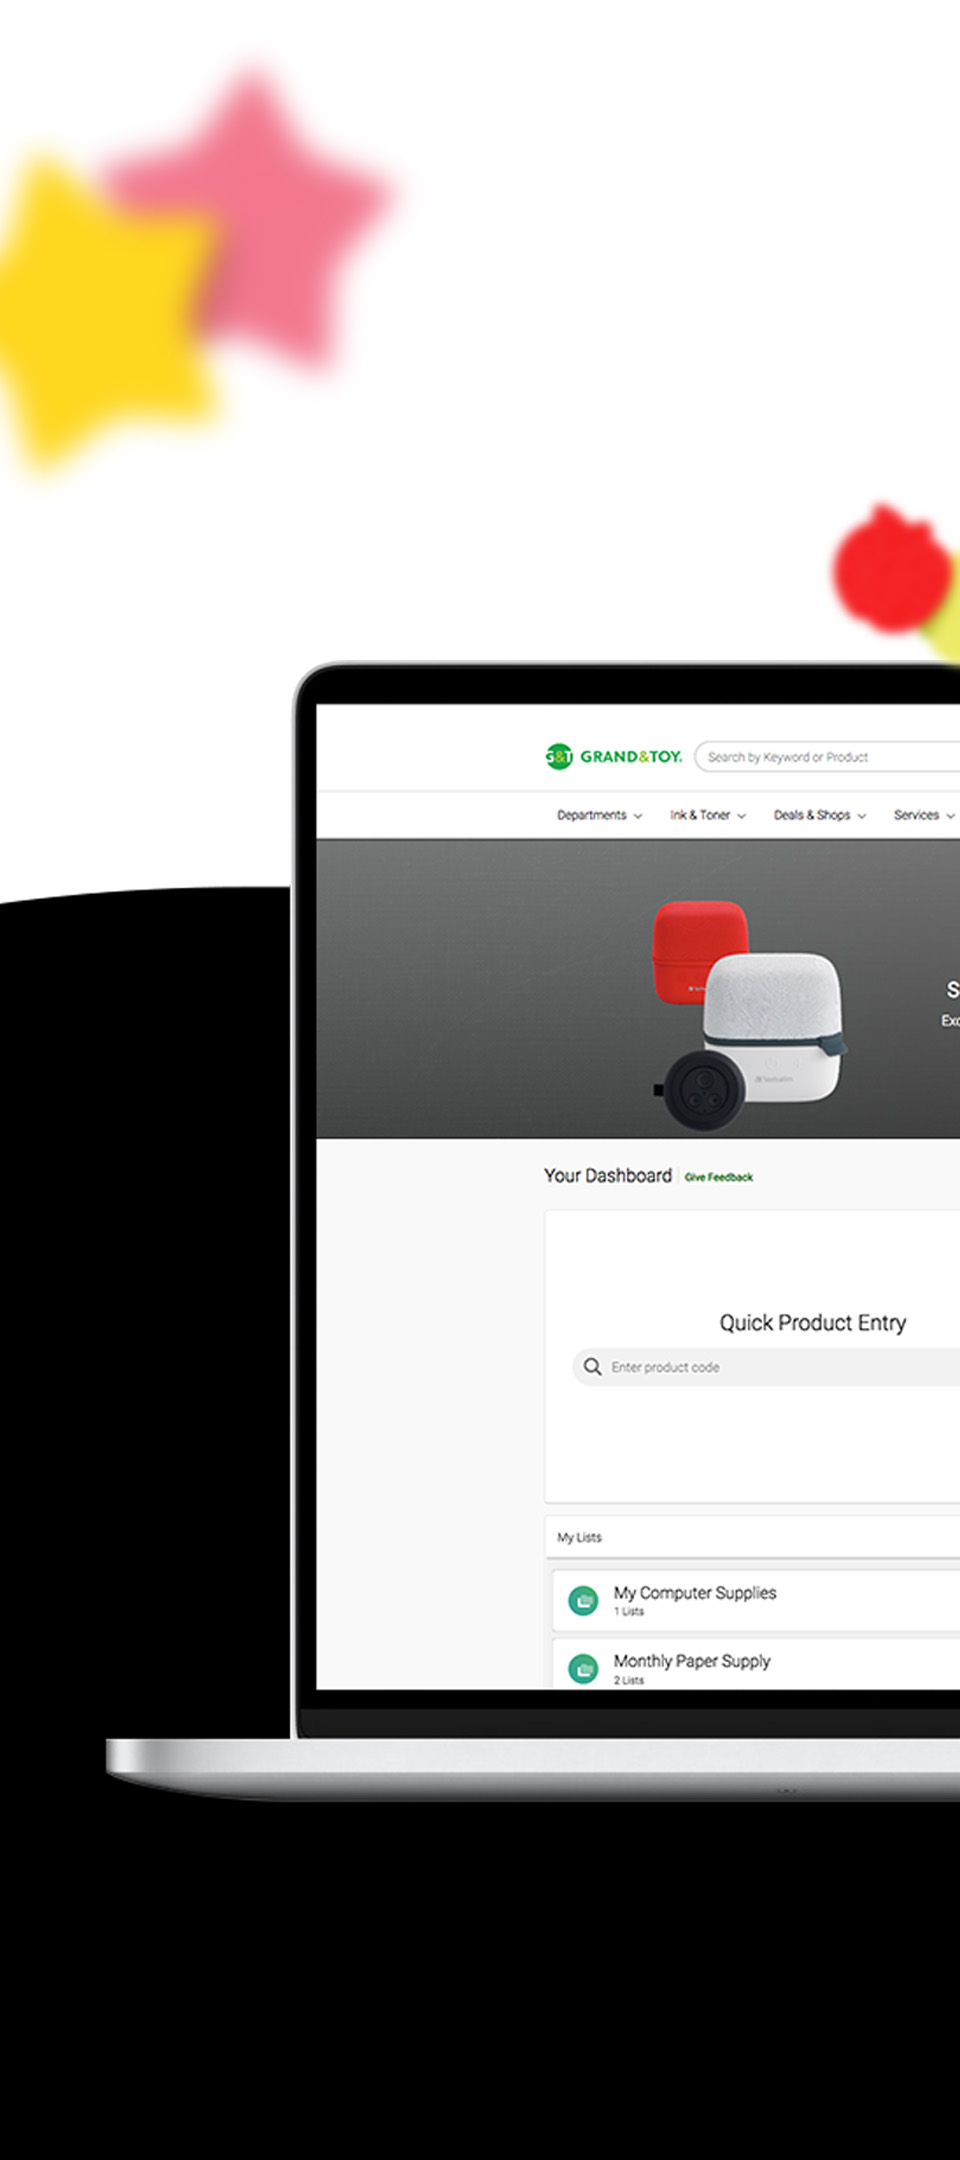 G&T GRAND&TOY.
Search by Keyword or Product
Departments Ink & Toner Deals & Shops Services
S
Exc
Your Dashboard Give Feedback
Quick Product Entry
Enter product code
My Lists
My Computer Supplies
1 Lists
Monthly Paper Supply
2 Lists